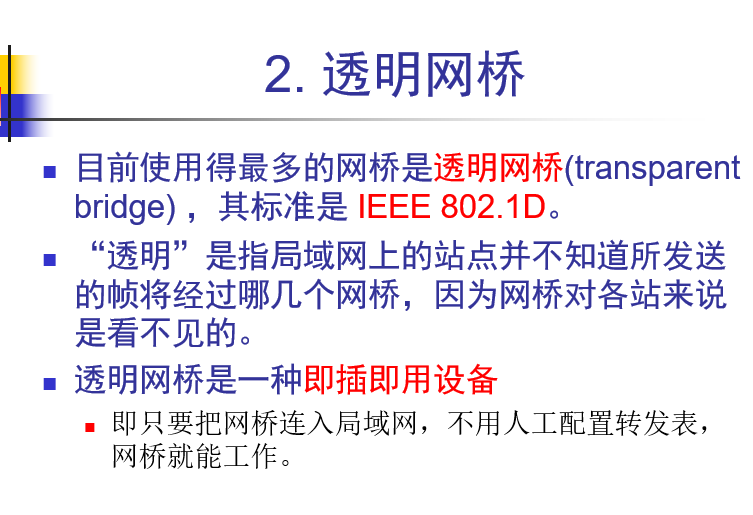 2. 透明网桥
目前使用得最多的网桥是透明网桥(transparent
bridge) ，其标准是 IEEE 802.1D。
“透明”是指局域网上的站点并不知道所发送
的帧将经过哪几个网桥，因为网桥对各站来说
是看不见的。
透明网桥是一种即插即用设备
即只要把网桥连入局域网，不用人工配置转发表，
网桥就能工作。